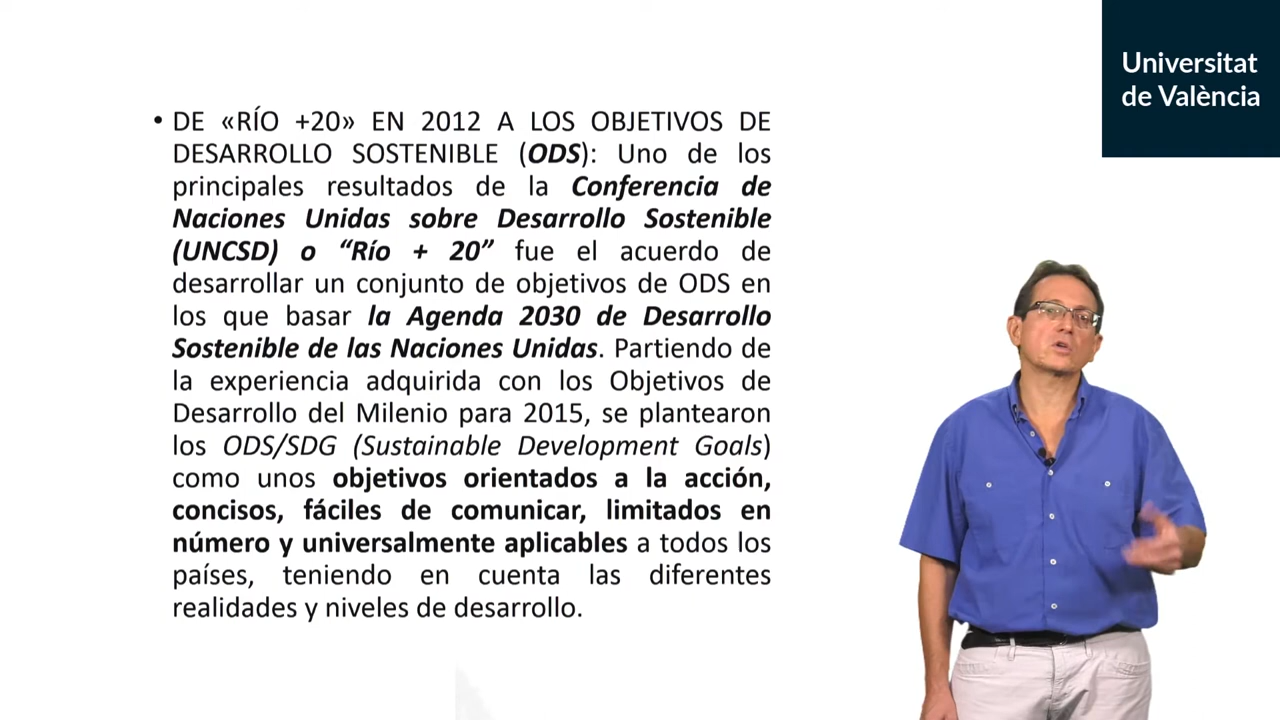 Universitat
de València
• DE «RÍO +20» EN 2012 A LOS OBJETIVOS DE
DESARROLLO SOSTENIBLE (ODS): Uno de los
principales resultados de la Conferencia de
Naciones Unidas sobre Desarrollo Sostenible
(UNCSD) o “Río + 20” fue el acuerdo de
desarrollar un conjunto de objetivos de ODS en
los que basar la Agenda 2030 de Desarrollo
Sostenible de las Naciones Unidas. Partiendo de
la experiencia adquirida con los Objetivos de
Desarrollo del Milenio para 2015, se plantearon
los ODS/SDG (Sustainable Development Goals)
como unos objetivos orientados a la acción,
concisos, fáciles de comunicar, limitados en
número y universalmente aplicables a todos los
países, teniendo en cuenta las diferentes
realidades y niveles de desarrollo.